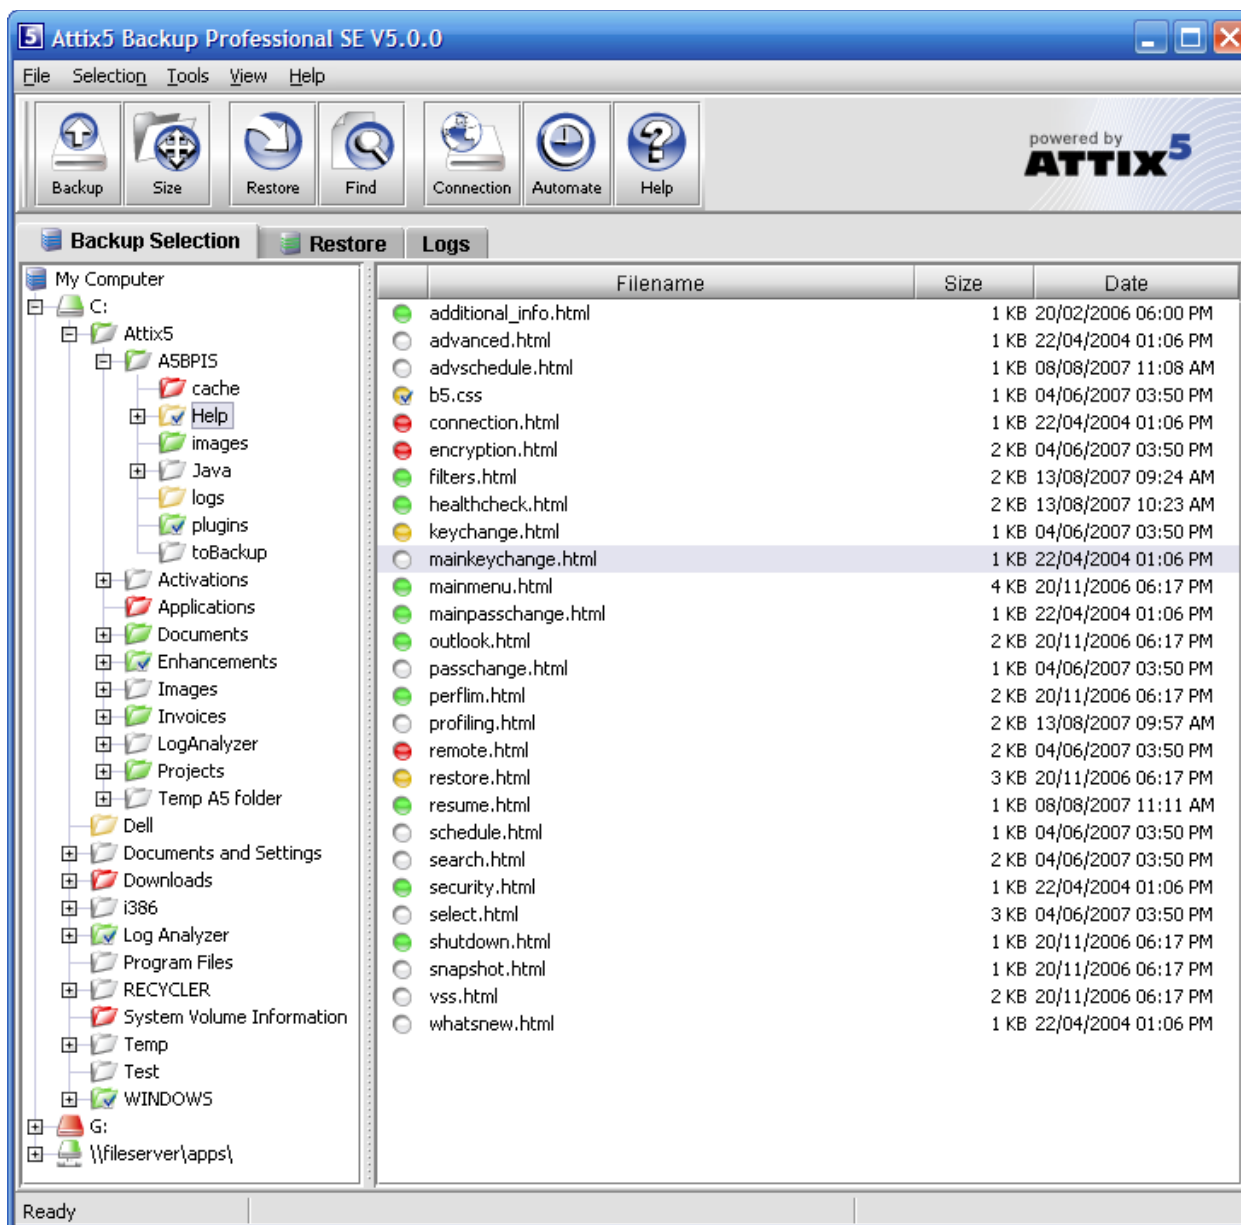 5 Attix5 Backup Professional SE V5.0.0
File Selection Tools View Help
Backup Size Restore Find Connection Automate Help
powered by
ATTIX5
Backup Selection Restore Logs
My Computer
C:
Attix5
A5BPIS
cache
Help
images
Java
logs
plugins
toBackup
Activations
Applications
Documents
Enhancements
Images
Invoices
LogAnalyzer
Projects
Temp A5 folder
Dell
Documents and Settings
Downloads
i386
Log Analyzer
Program Files
RECYCLER
System Volume Information
Temp
Test
WINDOWS
G:
\\fileserver\apps\
Filename Size Date
additional_info.html 1 KB 20/02/2006 06:00 PM
advanced.html 1 KB 22/04/2004 01:06 PM
advschedule.html 1 KB 08/08/2007 11:08 AM
b5.css 1 KB 04/06/2007 03:50 PM
connection.html 1 KB 22/04/2004 01:06 PM
encryption.html 2 KB 04/06/2007 03:50 PM
filters.html 2 KB 13/08/2007 09:24 AM
healthcheck.html 2 KB 13/08/2007 10:23 AM
keychange.html 1 KB 04/06/2007 03:50 PM
mainkeychange.html 1 KB 22/04/2004 01:06 PM
mainmenu.html 4 KB 20/11/2006 06:17 PM
mainpasschange.html 1 KB 22/04/2004 01:06 PM
outlook.html 2 KB 20/11/2006 06:17 PM
passchange.html 1 KB 04/06/2007 03:50 PM
perflim.html 2 KB 20/11/2006 06:17 PM
profiling.html 2 KB 13/08/2007 09:57 AM
remote.html 2 KB 04/06/2007 03:50 PM
restore.html 3 KB 20/11/2006 06:17 PM
resume.html 1 KB 08/08/2007 11:11 AM
schedule.html 1 KB 04/06/2007 03:50 PM
search.html 2 KB 04/06/2007 03:50 PM
security.html 1 KB 22/04/2004 01:06 PM
select.html 3 KB 04/06/2007 03:50 PM
shutdown.html 1 KB 20/11/2006 06:17 PM
snapshot.html 1 KB 20/11/2006 06:17 PM
vss.html 2 KB 20/11/2006 06:17 PM
whatsnew.html 1 KB 22/04/2004 01:06 PM
Ready